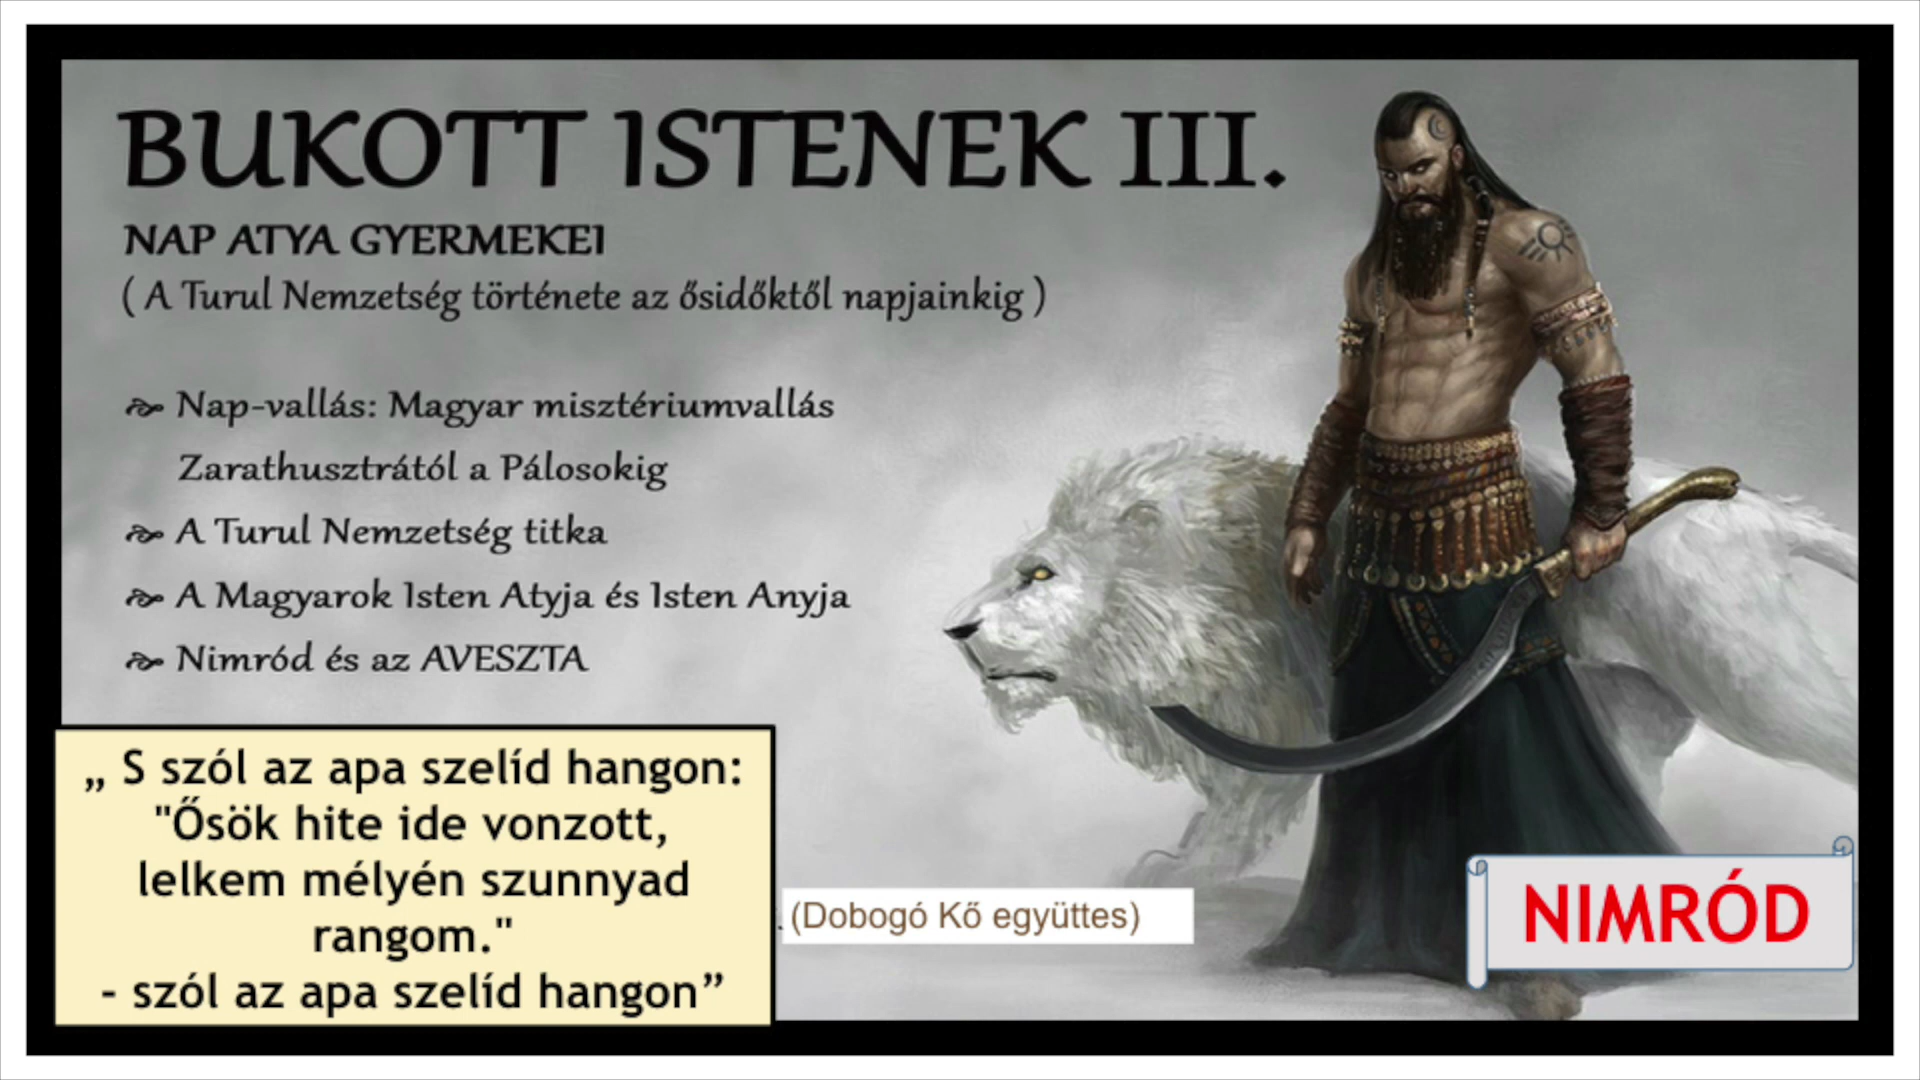 BUKOTT ISTENEK III.
NAP ATYA GYERMEKEI
( A Turul Nemzetség története az ősidőktől napjainkig )
Nap-vallás: Magyar misztériumvallás
Zarathusztrától a Pálosokig
A Turul Nemzetség titka
A Magyarok Isten Atyja és Isten Anyja
Nimród és az AVESZTA
„ S szól az apa szelíd hangon:
"Ősök hite ide vonzott,
lelkem mélyén szunnyad
rangom."
- szól az apa szelíd hangon”
. (Dobogó Kő együttes)
NIMRÓD